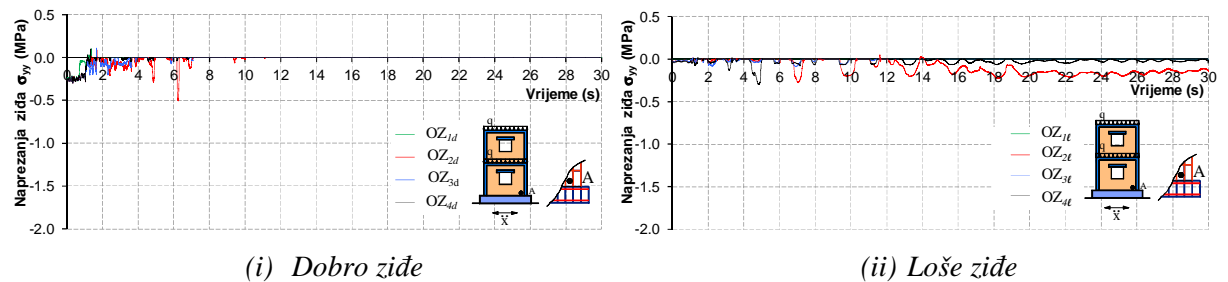 Naprezanja ziđa σyy (MPa)
0.5
0.0
-0.5
-1.0
-1.5
-2.0
0 2 4 6 8 10 12 14 16 18 20 22 24 26 28 30
Vrijeme (s)
OZ1d
OZ2d
OZ3d
OZ4d
q
q
A
ẍ
A
(i) Dobro ziđe
Naprezanja ziđa σyy (MPa)
0.5
0.0
-0.5
-1.0
-1.5
-2.0
0 2 4 6 8 10 12 14 16 18 20 22 24 26 28 30
Vrijeme (s)
OZ1ℓ
OZ2ℓ
OZ3ℓ
OZ4ℓ
q
q
A
ẍ
A
(ii) Loše ziđe